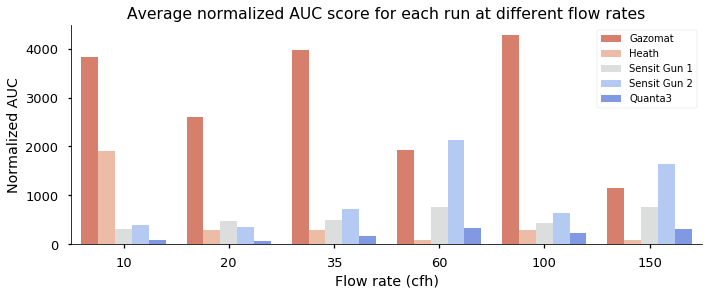 Average normalized AUC score for each run at different flow rates
Normalized AUC
4000
3000
2000
1000
0
Gazomat
Heath
Sensit Gun 1
Sensit Gun 2
Quanta3
10 20 35 60 100 150
Flow rate (cfh)